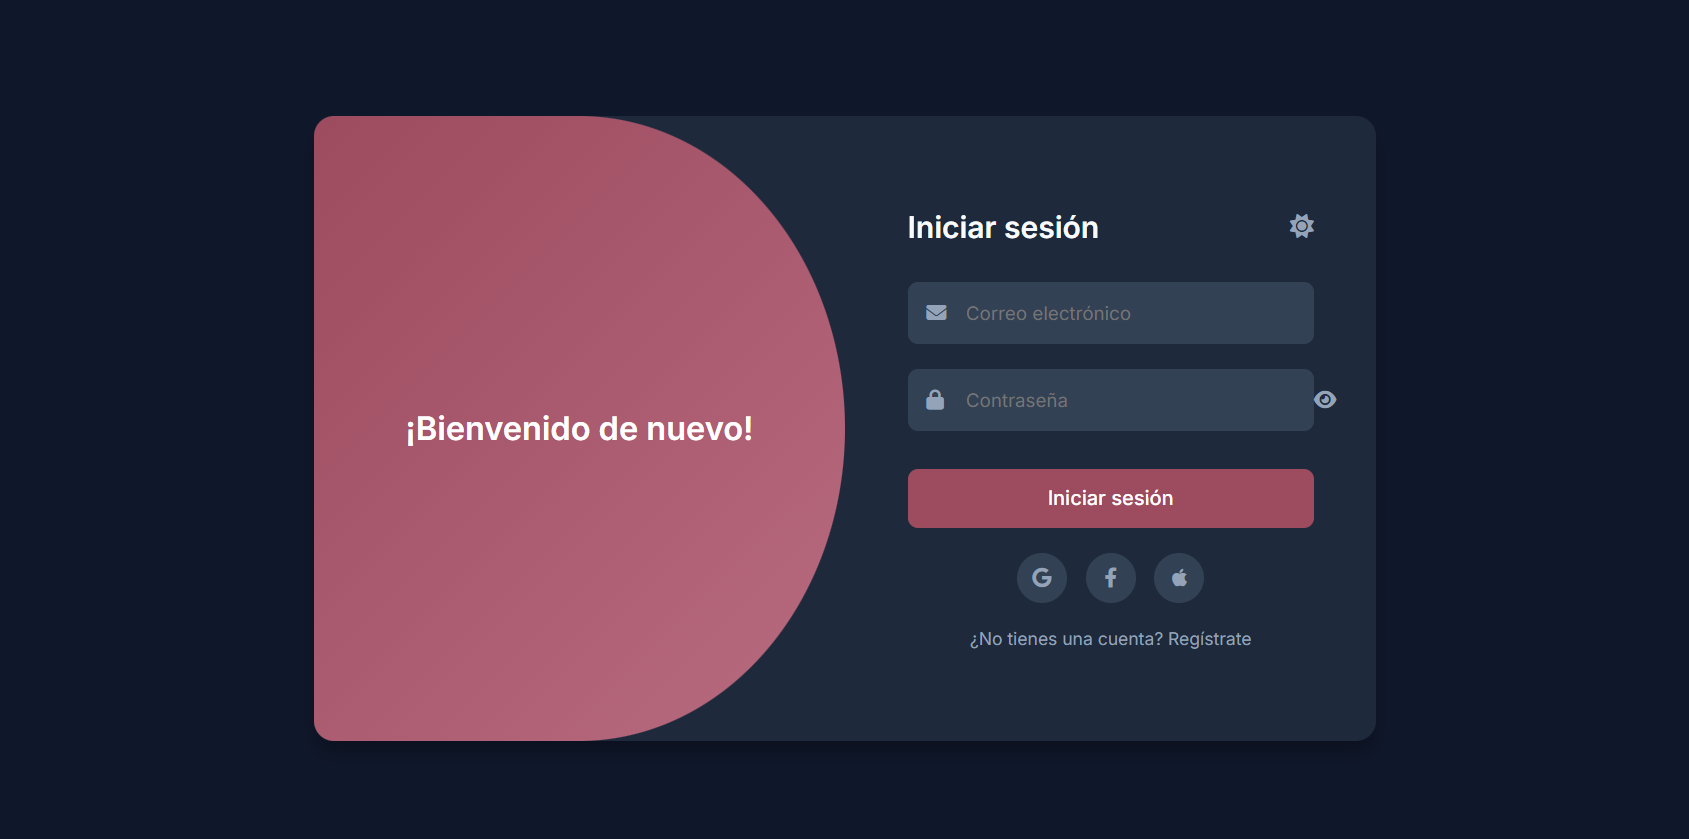 ¡Bienvenido de nuevo!
Iniciar sesión
Correo electrónico
Contraseña
Iniciar sesión
¿No tienes una cuenta? Regístrate